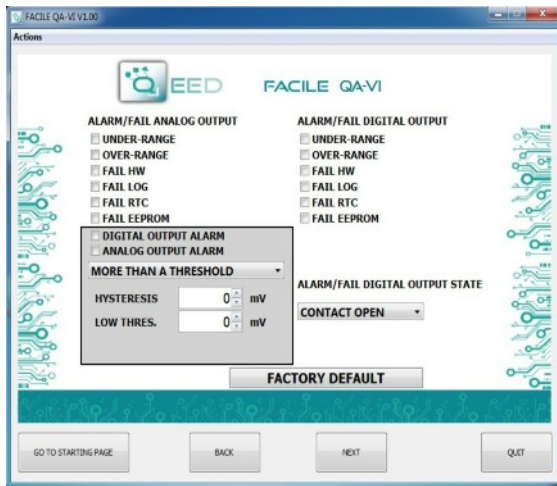 FACILE QA-VI V1.00
Actions
QEED FACILE QA-VI
ALARM/FAIL ANALOG OUTPUT
UNDER-RANGE
OVER-RANGE
FAIL HW
FAIL LOG
FAIL RTC
FAIL EEPROM
DIGITAL OUTPUT ALARM
ANALOG OUTPUT ALARM
MORE THAN A THRESHOLD
HYSTERESIS 0 mV
LOW THRES. 0 mV
ALARM/FAIL DIGITAL OUTPUT
UNDER-RANGE
OVER-RANGE
FAIL HW
FAIL LOG
FAIL RTC
FAIL EEPROM
ALARM/FAIL DIGITAL OUTPUT STATE
CONTACT OPEN
FACTORY DEFAULT
GO TO STARTING PAGE
BACK
NEXT
QUIT